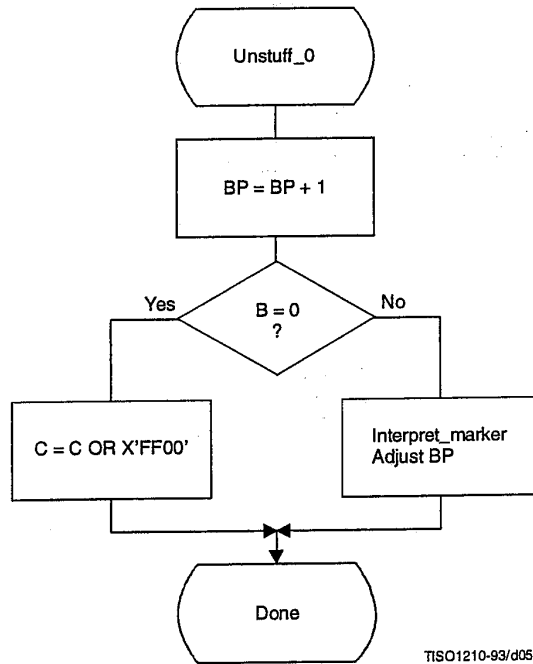 Unstuff_0
BP = BP + 1
Yes
B = 0
?
No
C = C OR X'FF00'
Interpret_marker
Adjust BP
Done
TISO1210-93/d05